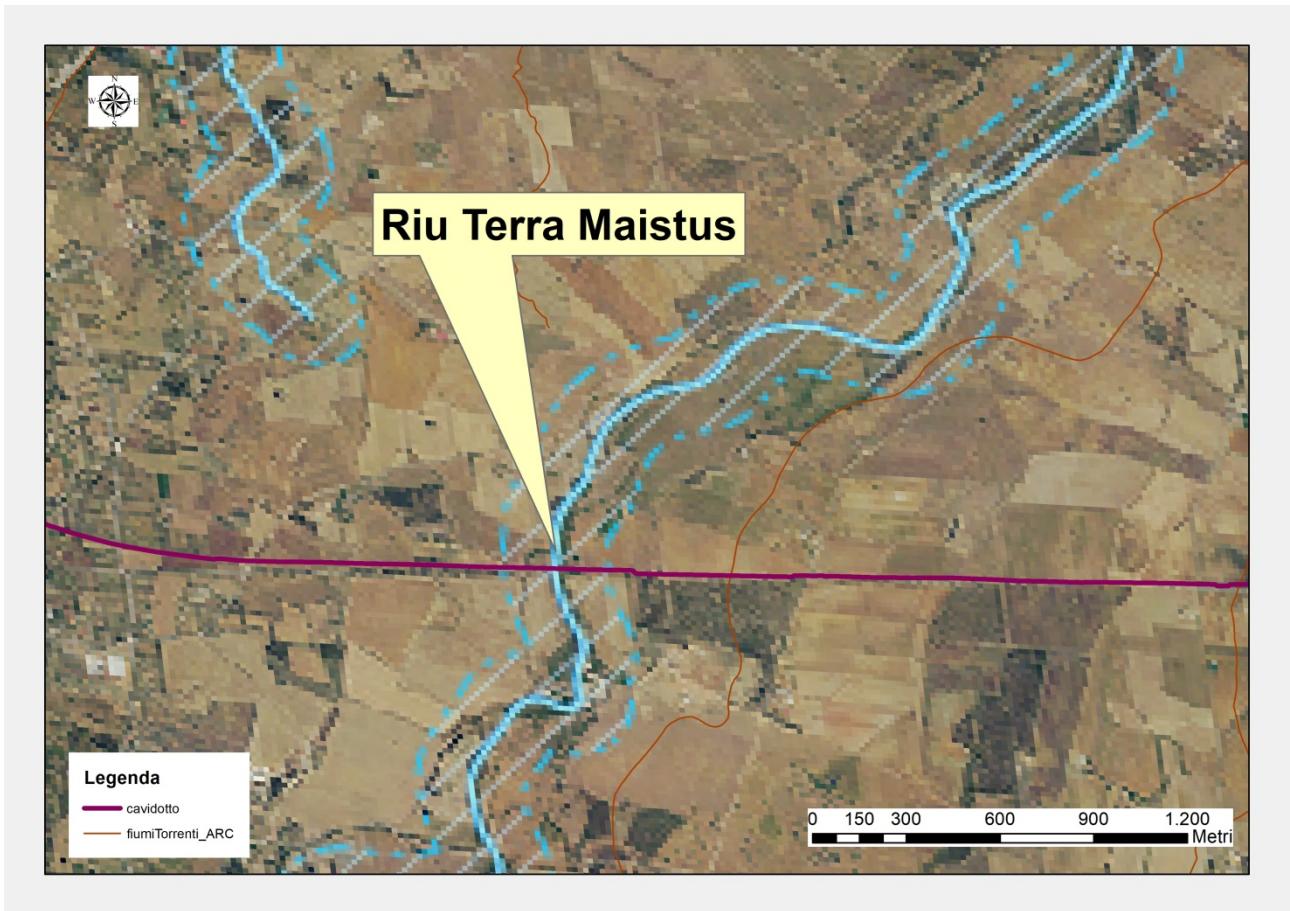 N
W E
S
Riu Terra Maistus
Legenda
cavidotto
fiumiTorrenti_ARC
0 150 300 600 900 1.200
Metri